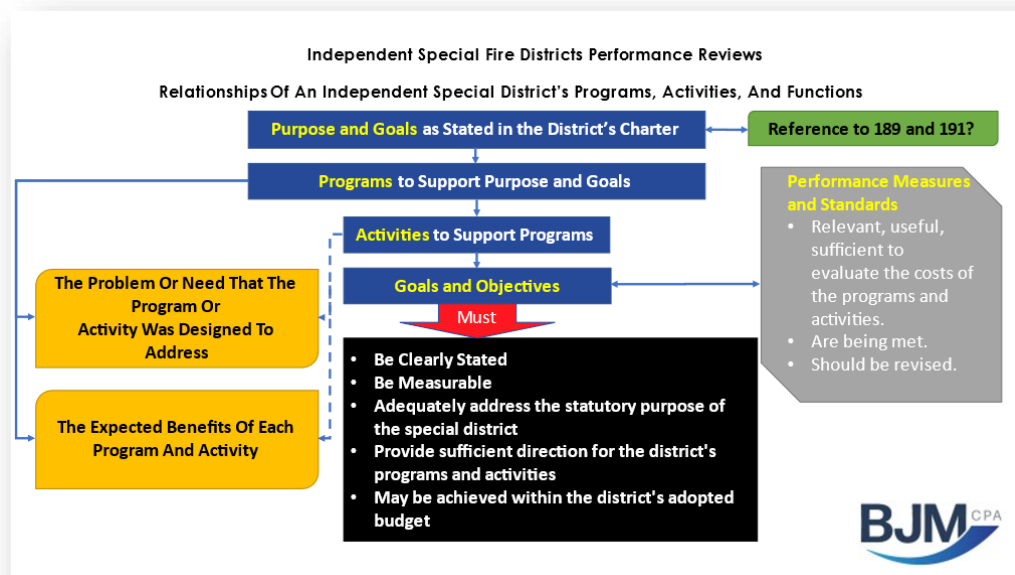 Independent Special Fire Districts Performance Reviews
Relationships Of An Independent Special District's Programs, Activities, And Functions
Purpose and Goals as Stated in the District's Charter
Reference to 189 and 191?
Programs to Support Purpose and Goals
Activities to Support Programs
Goals and Objectives
Must
• Be Clearly Stated
• Be Measurable
• Adequately address the statutory purpose of
the special district
• Provide sufficient direction for the district's
programs and activities
• May be achieved within the district's adopted
budget
The Problem Or Need That The
Program Or
Activity Was Designed To
Address
The Expected Benefits Of Each
Program And Activity
Performance Measures
and Standards
• Relevant, useful,
sufficient to
evaluate the costs of
the programs and
activities.
• Are being met.
• Should be revised.
BJM CPA